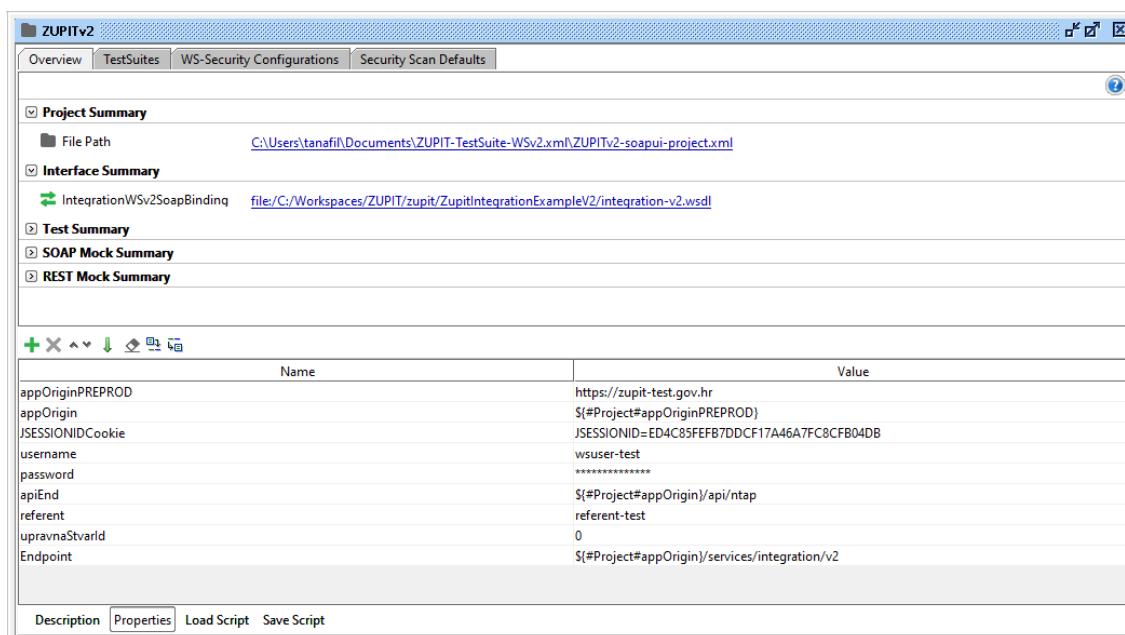 ZUPITv2
Overview TestSuites WS-Security Configurations Security Scan Defaults
?
Project Summary
File Path C:\Users\tanafil\Documents\ZUPIT-TestSuite-WSv2.xml\ZUPITv2-soapui-project.xml
Interface Summary
IntegrationWSv2SoapBinding file:/C:/Workspaces/ZUPIT/zupit/ZupitIntegrationExampleV2/integration-v2.wsdl
Test Summary
SOAP Mock Summary
REST Mock Summary
Name Value
appOriginPREPROD https://zupit-test.gov.hr
appOrigin ${#Project#appOriginPREPROD}
JSESSIONIDCookie JSESSIONID=ED4C85FEFB7DDCF17A46A7FC8CFB04DB
username wsuser-test
password **************
apiEnd ${#Project#appOrigin}/api/ntap
referent referent-test
upravnaStvarId 0
Endpoint ${#Project#appOrigin}/services/integration/v2
Description Properties Load Script Save Script